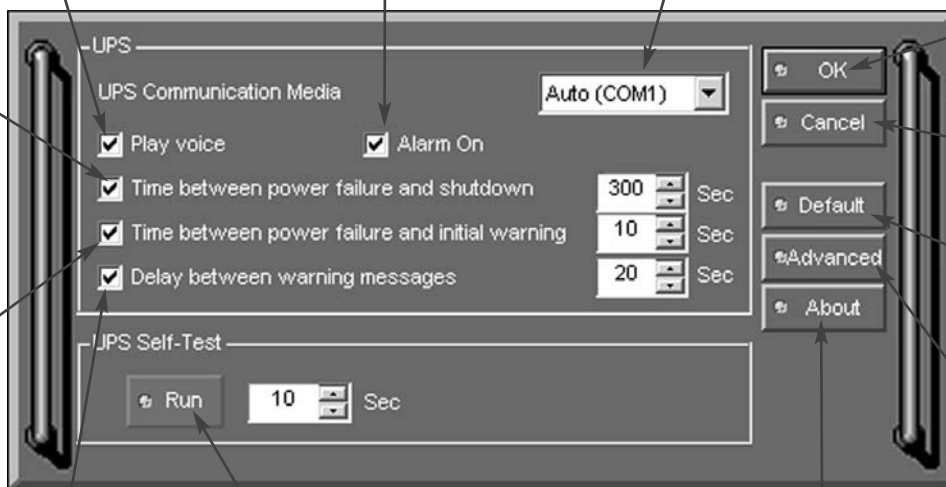 UPS
UPS Communication Media
Auto (COM1)
Play voice
Alarm On
Time between power failure and shutdown
300
Sec
Time between power failure and initial warning
10
Sec
Delay between warning messages
20
Sec
UPS Self-Test
Run
10
Sec
OK
Cancel
Default
Advanced
About